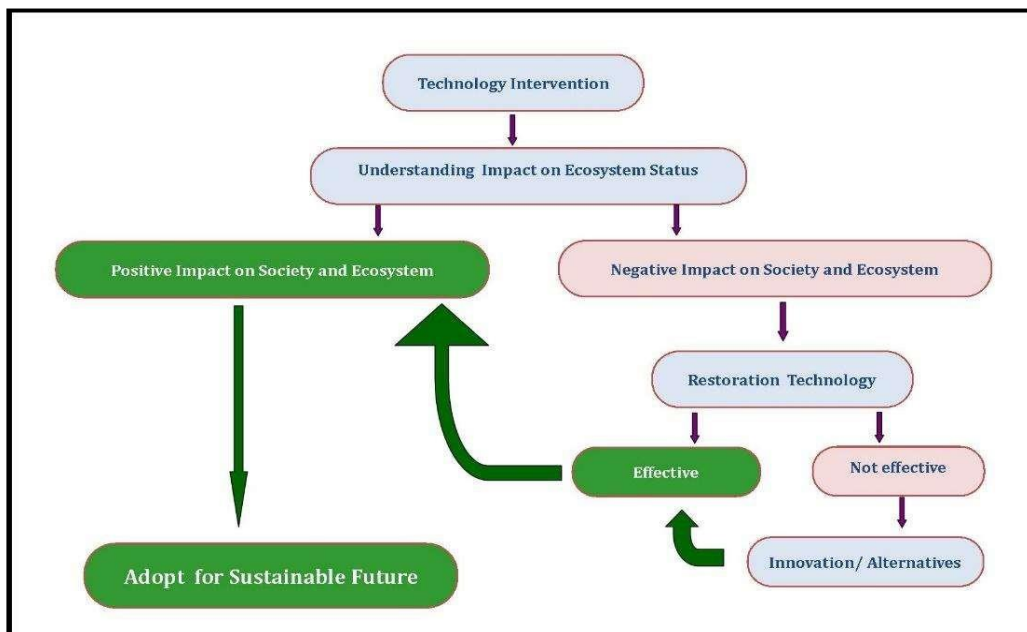 Technology Intervention
Understanding Impact on Ecosystem Status
Positive Impact on Society and Ecosystem
Negative Impact on Society and Ecosystem
Restoration Technology
Effective
Not effective
Adopt for Sustainable Future
Innovation/ Alternatives